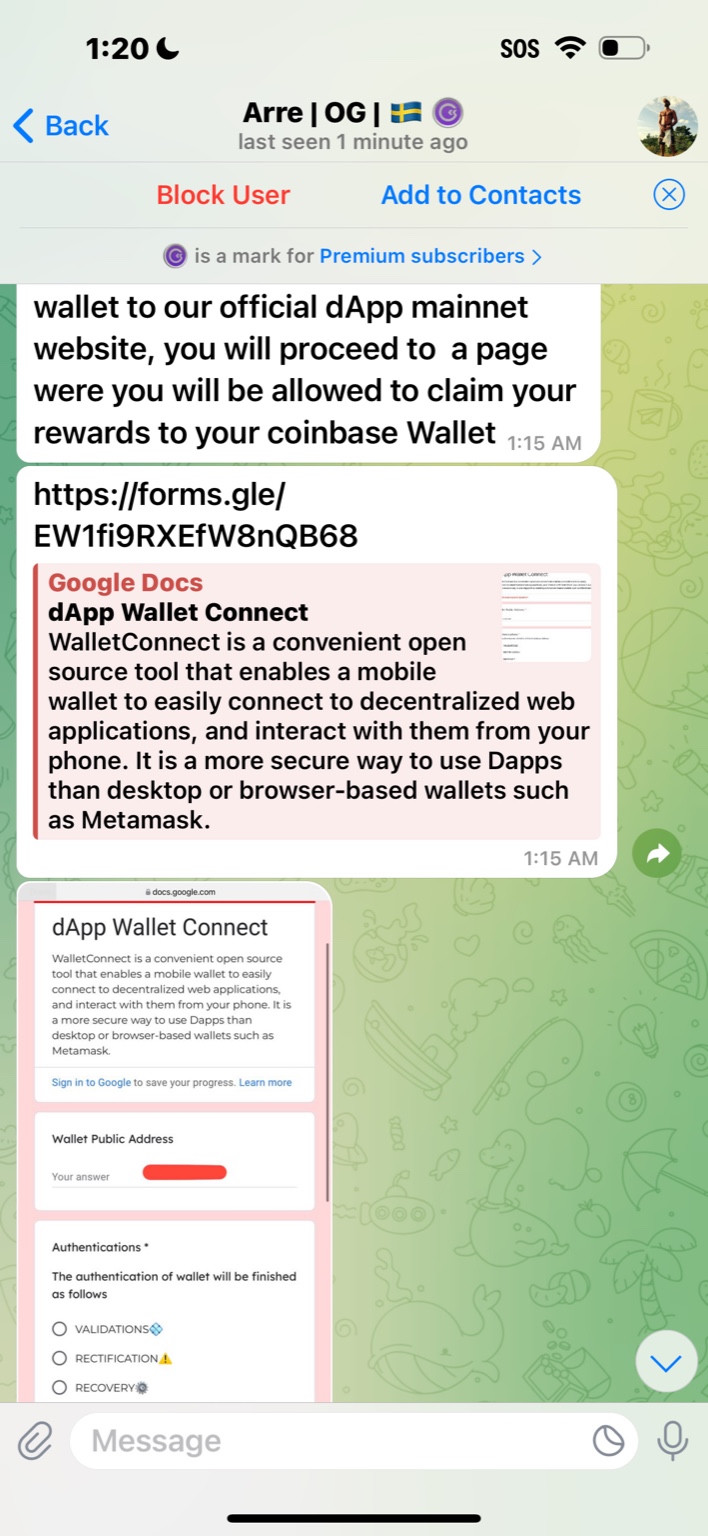 1:20
SOS
Back
Arre | OG | 🇸🇪
last seen 1 minute ago
Block User
Add to Contacts
is a mark for Premium subscribers >
wallet to our official dApp mainnet
website, you will proceed to a page
were you will be allowed to claim your
rewards to your coinbase Wallet 1:15 AM
https://forms.gle/
EW1fi9RXEfW8nQB68
Google Docs
dApp Wallet Connect
WalletConnect is a convenient open
source tool that enables a mobile
wallet to easily connect to decentralized web
applications, and interact with them from your
phone. It is a more secure way to use Dapps
than desktop or browser-based wallets such
as Metamask.
1:15 AM
docs.google.com
dApp Wallet Connect
WalletConnect is a convenient open source
tool that enables a mobile wallet to easily
connect to decentralized web applications,
and interact with them from your phone. It is
a more secure way to use Dapps than
desktop or browser-based wallets such as
Metamask.
Sign in to Google to save your progress. Learn more
Wallet Public Address
Your answer
Authentications *
The authentication of wallet will be finished
as follows
VALIDATIONS💠
RECTIFICATION⚠️
RECOVERY⚙️
Message